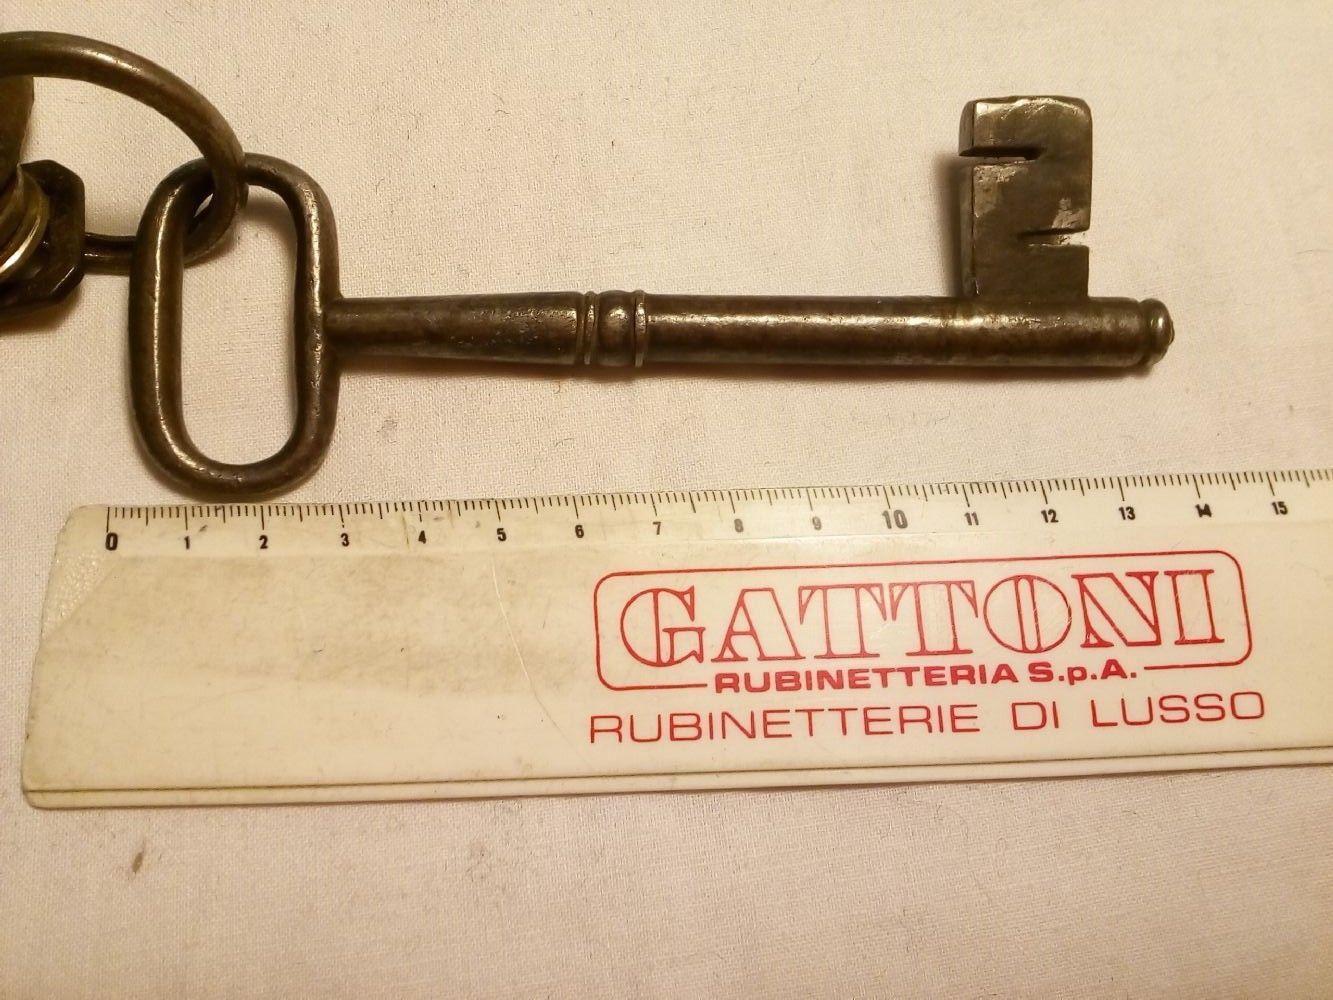 0 1 2 3 4 5 6 7 8 9 10 11 12 13 14 15
GATTONI
RUBINETTERIA S.p.A.
RUBINETTERIE DI LUSSO